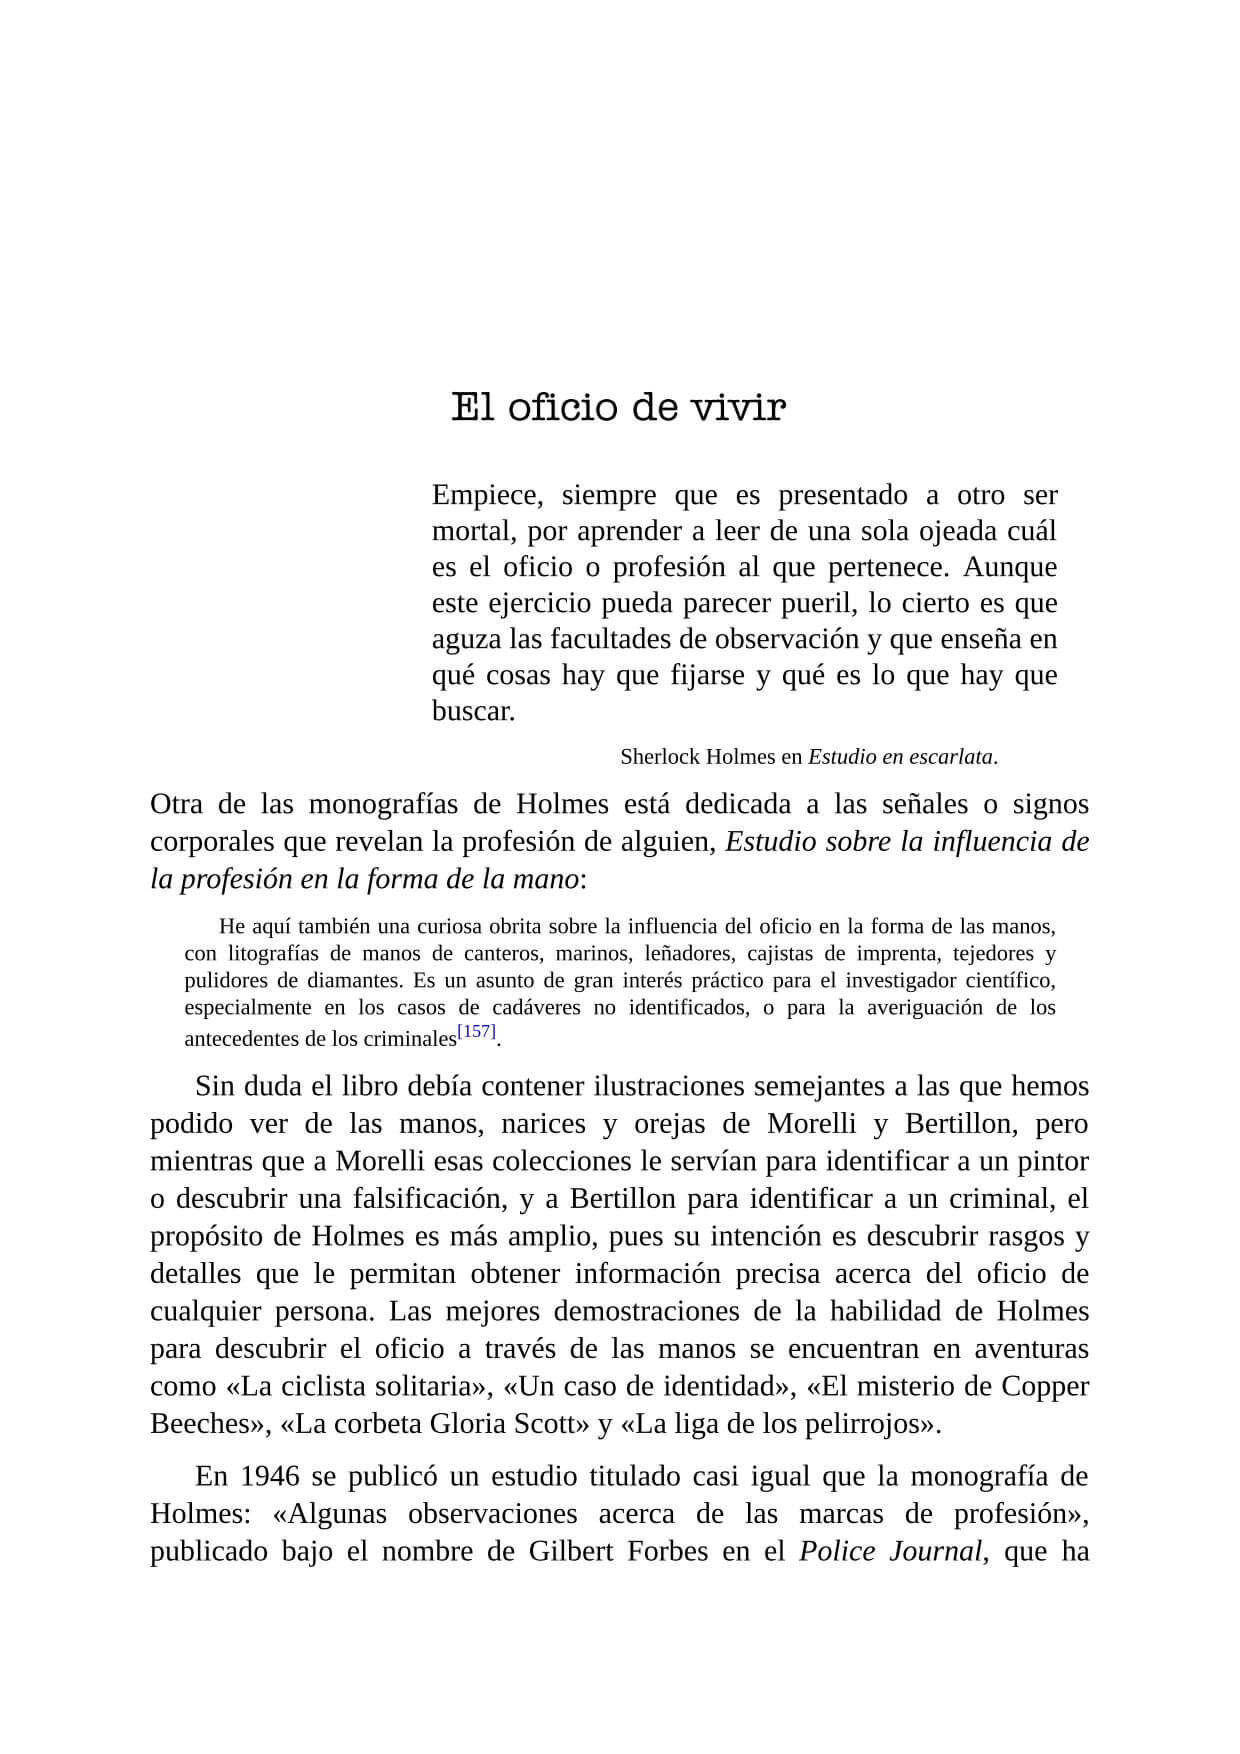 El oficio de vivir
Empiece, siempre que es presentado a otro ser
mortal, por aprender a leer de una sola ojeada cuál
es el oficio o profesión al que pertenece. Aunque
este ejercicio pueda parecer pueril, lo cierto es que
aguza las facultades de observación y que enseña en
qué cosas hay que fijarse y qué es lo que hay que
buscar.
Sherlock Holmes en Estudio en escarlata.
Otra de las monografías de Holmes está dedicada a las señales o signos
corporales que revelan la profesión de alguien, Estudio sobre la influencia de
la profesión en la forma de la mano:
He aquí también una curiosa obrita sobre la influencia del oficio en la forma de las manos,
con litografías de manos de canteros, marinos, leñadores, cajistas de imprenta, tejedores y
pulidores de diamantes. Es un asunto de gran interés práctico para el investigador científico,
especialmente en los casos de cadáveres no identificados, o para la averiguación de los
antecedentes de los criminales[157].
Sin duda el libro debía contener ilustraciones semejantes a las que hemos
podido ver de las manos, narices y orejas de Morelli y Bertillon, pero
mientras que a Morelli esas colecciones le servían para identificar a un pintor
o descubrir una falsificación, y a Bertillon para identificar a un criminal, el
propósito de Holmes es más amplio, pues su intención es descubrir rasgos y
detalles que le permitan obtener información precisa acerca del oficio de
cualquier persona. Las mejores demostraciones de la habilidad de Holmes
para descubrir el oficio a través de las manos se encuentran en aventuras
como «La ciclista solitaria», «Un caso de identidad», «El misterio de Copper
Beeches», «La corbeta Gloria Scott» y «La liga de los pelirrojos».
En 1946 se publicó un estudio titulado casi igual que la monografía de
Holmes: «Algunas observaciones acerca de las marcas de profesión»,
publicado bajo el nombre de Gilbert Forbes en el Police Journal, que ha